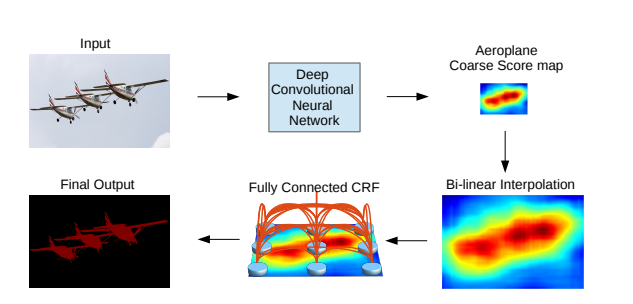 Input
Deep
Convolutional
Neural
Network
Aeroplane
Coarse Score map
Final Output
Fully Connected CRF
Bi-linear Interpolation